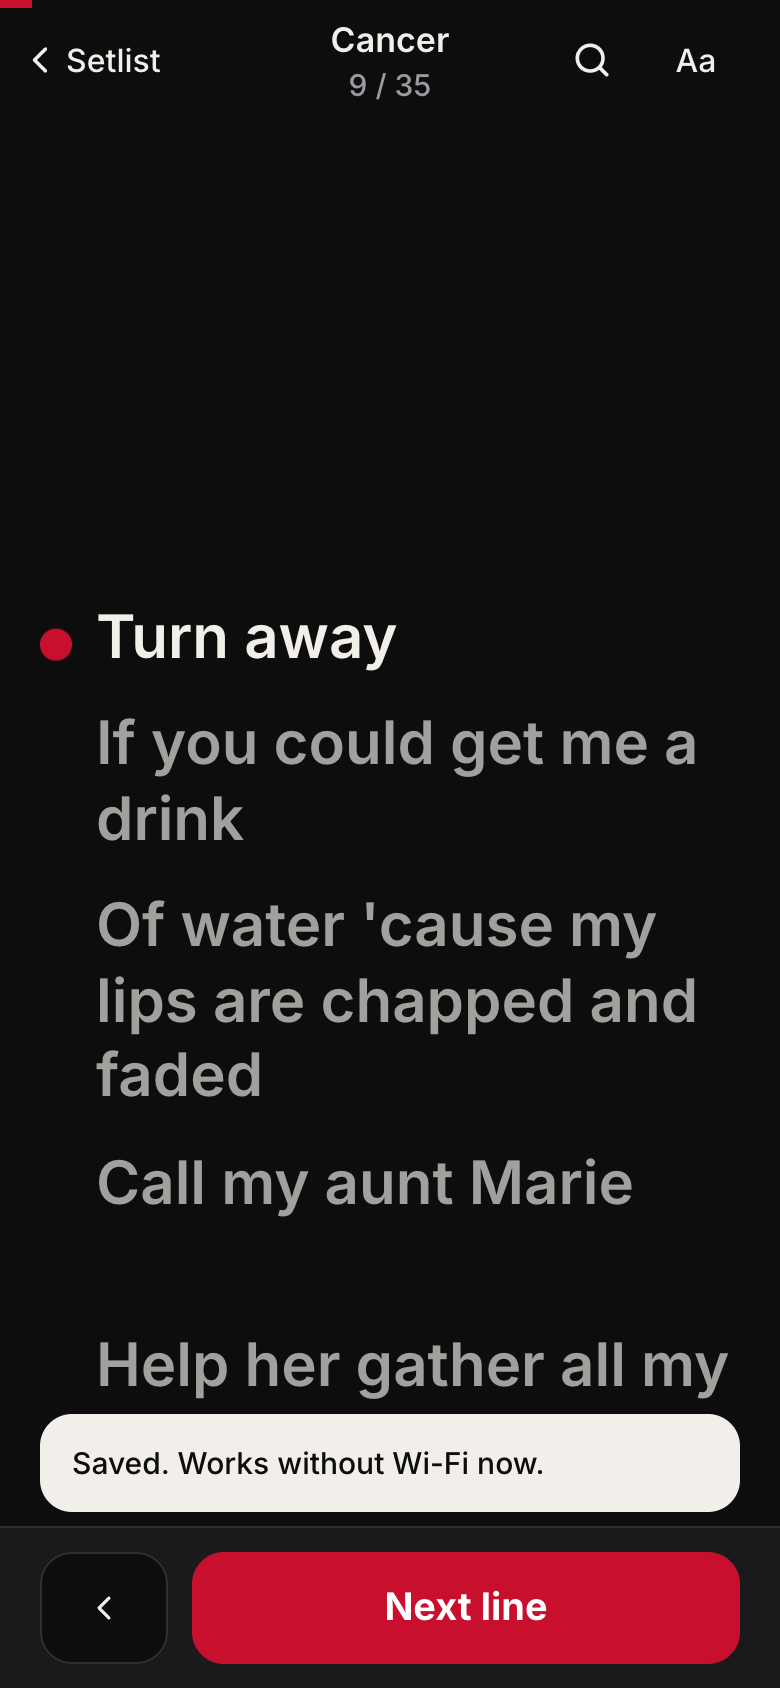 Setlist
Cancer
9 / 35
Aa
Turn away
If you could get me a
drink
Of water 'cause my
lips are chapped and
faded
Call my aunt Marie
Help her gather all my
Saved. Works without Wi-Fi now.
Next line